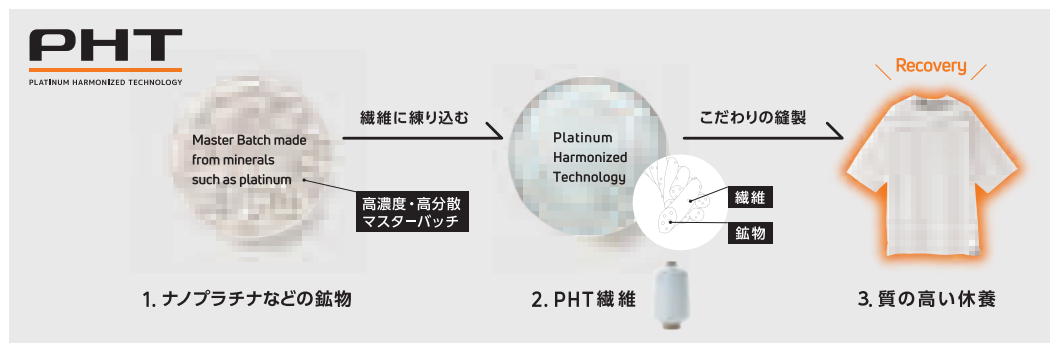 PHT
PLATINUM HARMONIZED TECHNOLOGY
Master Batch made
from minerals
such as platinum
高濃度・高分散
マスターバッチ
1. ナノプラチナなどの鉱物
繊維に練り込む
Platinum
Harmonized
Technology
繊維
鉱物
2. PHT繊維
こだわりの縫製
Recovery
3. 質の高い休養